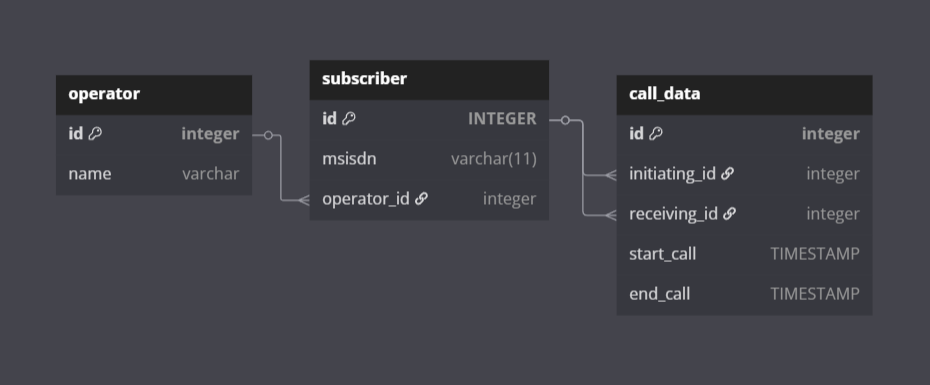 operator
id integer
name varchar
subscriber
id INTEGER
msisdn varchar(11)
operator_id integer
call_data
id integer
initiating_id integer
receiving_id integer
start_call TIMESTAMP
end_call TIMESTAMP